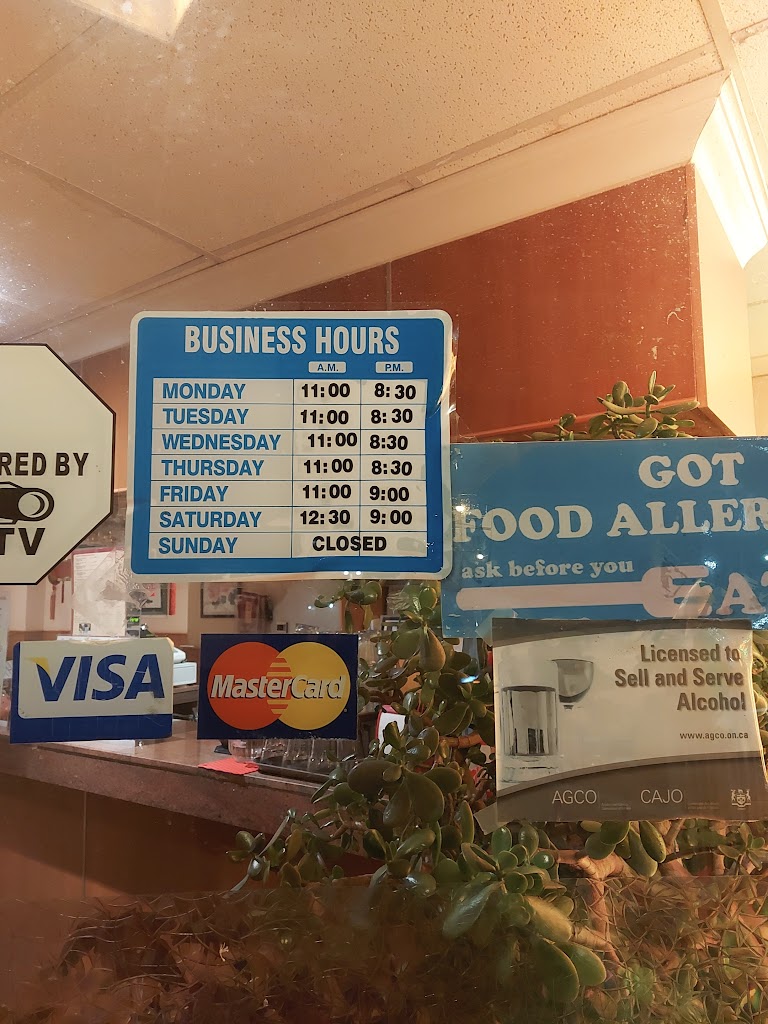 BUSINESS HOURS
A.M. P.M.
MONDAY 11:00 8:30
TUESDAY 11:00 8:30
WEDNESDAY 11:00 8:30
THURSDAY 11:00 8:30
FRIDAY 11:00 9:00
SATURDAY 12:30 9:00
SUNDAY CLOSED
RED BY
TV
GOT
FOOD ALLER
ask before you
EAT
VISA
MasterCard
Licensed to
Sell and Serve
Alcohol
www.agco.on.ca
AGCO CAJO